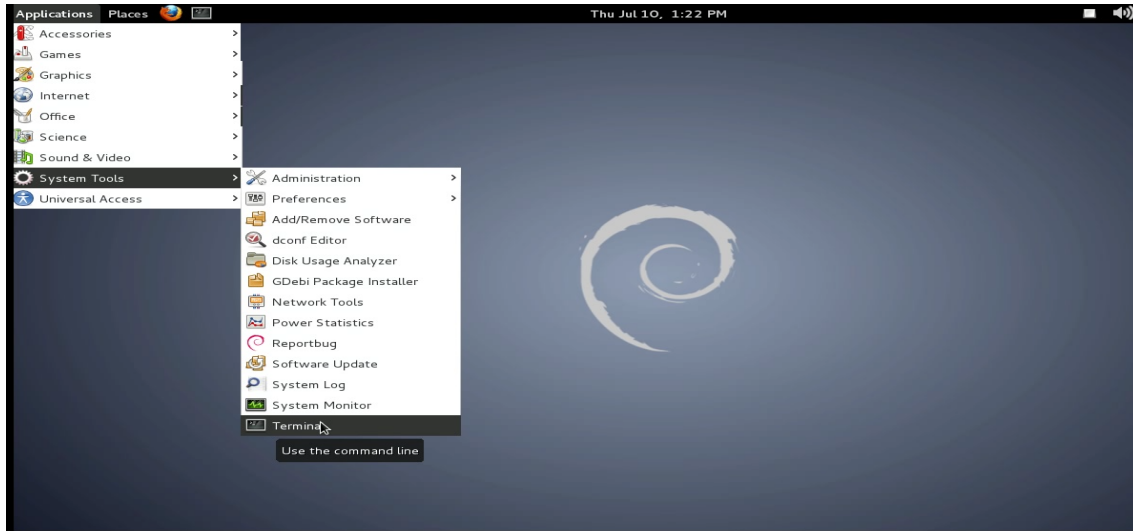 Applications Places Thu Jul 10, 1:22 PM
Accessories
Games
Graphics
Internet
Office
Science
Sound & Video
System Tools
Universal Access
Administration
Preferences
Add/Remove Software
dconf Editor
Disk Usage Analyzer
GDebi Package Installer
Network Tools
Power Statistics
Reportbug
Software Update
System Log
System Monitor
Terminal
Use the command line